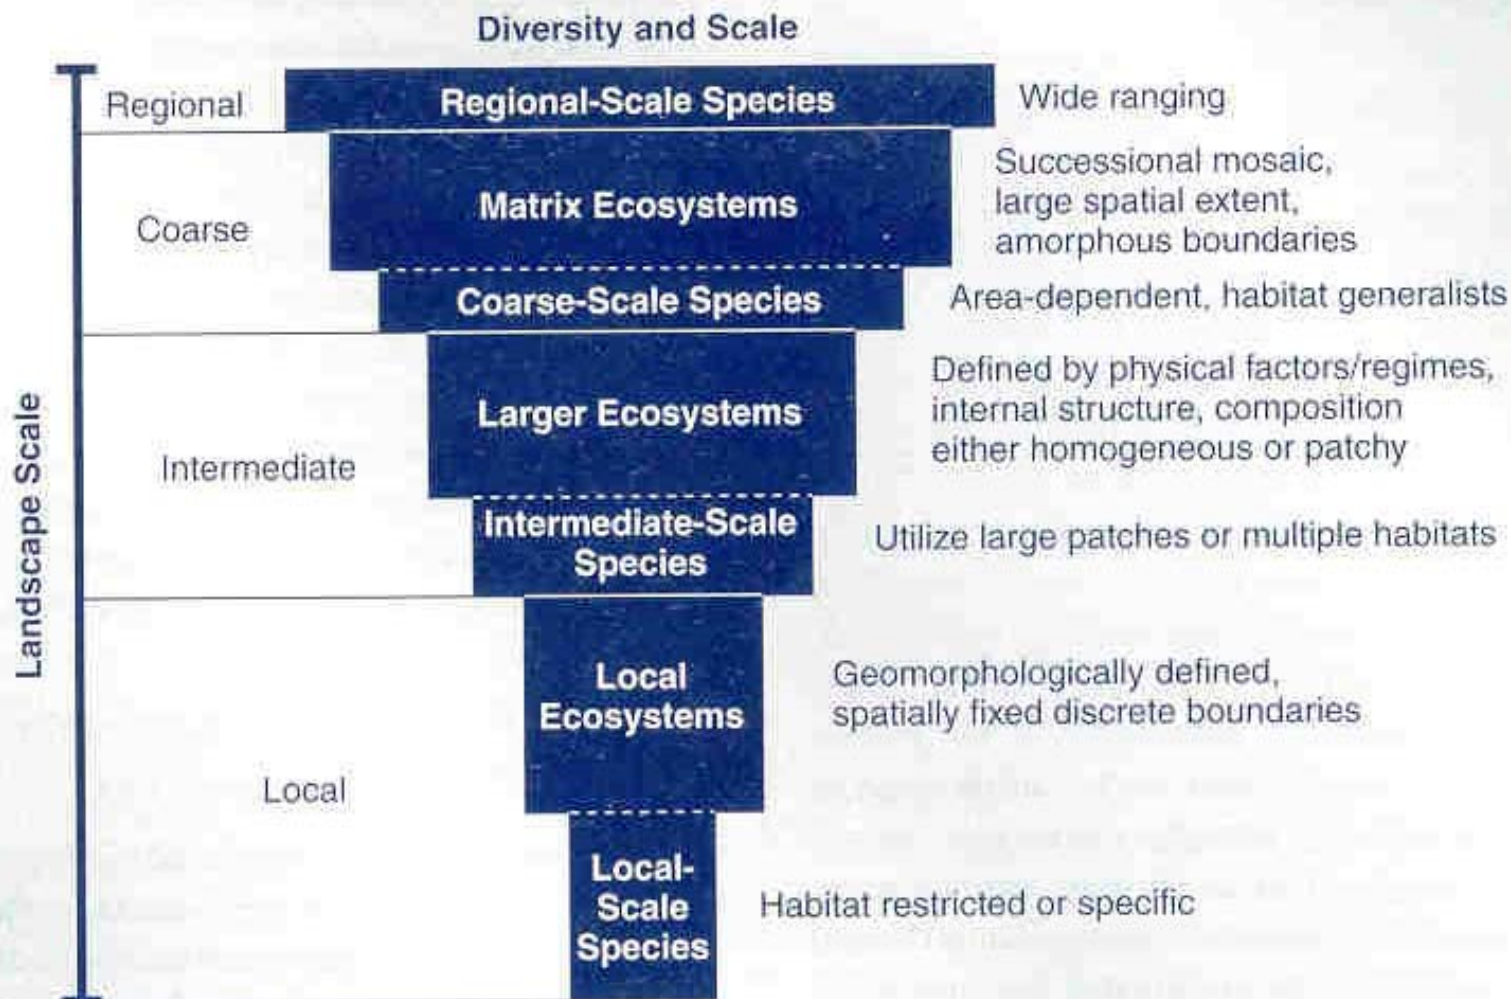 Diversity and Scale
Regional
Regional-Scale Species
Wide ranging
Coarse
Matrix Ecosystems
Successional mosaic,
large spatial extent,
amorphous boundaries
Coarse-Scale Species
Area-dependent, habitat generalists
Landscape Scale
Intermediate
Larger Ecosystems
Defined by physical factors/regimes,
internal structure, composition
either homogeneous or patchy
Intermediate-Scale
Species
Utilize large patches or multiple habitats
Local
Local
Ecosystems
Geomorphologically defined,
spatially fixed discrete boundaries
Local-
Scale
Species
Habitat restricted or specific